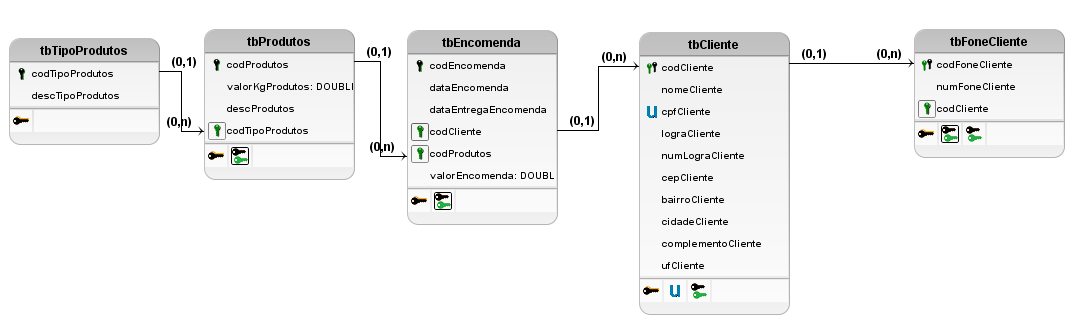 tbTipoProdutos
codTipoProdutos
descTipoProdutos
(0,1)
(0,n)
tbProdutos
codProdutos
valorKgProdutos: DOUBLI
descProdutos
codTipoProdutos
(0,1)
(0,n)
tbEncomenda
codEncomenda
dataEncomenda
dataEntregaEncomenda
codCliente
codProdutos
valorEncomenda: DOUBL
(0,1)
(0,n)
tbCliente
codCliente
nomeCliente
U cpfCliente
lograCliente
numLograCliente
cepCliente
bairroCliente
cidadeCliente
complementoCliente
ufCliente
U
(0,1)
(0,n)
tbFoneCliente
codFoneCliente
numFoneCliente
codCliente